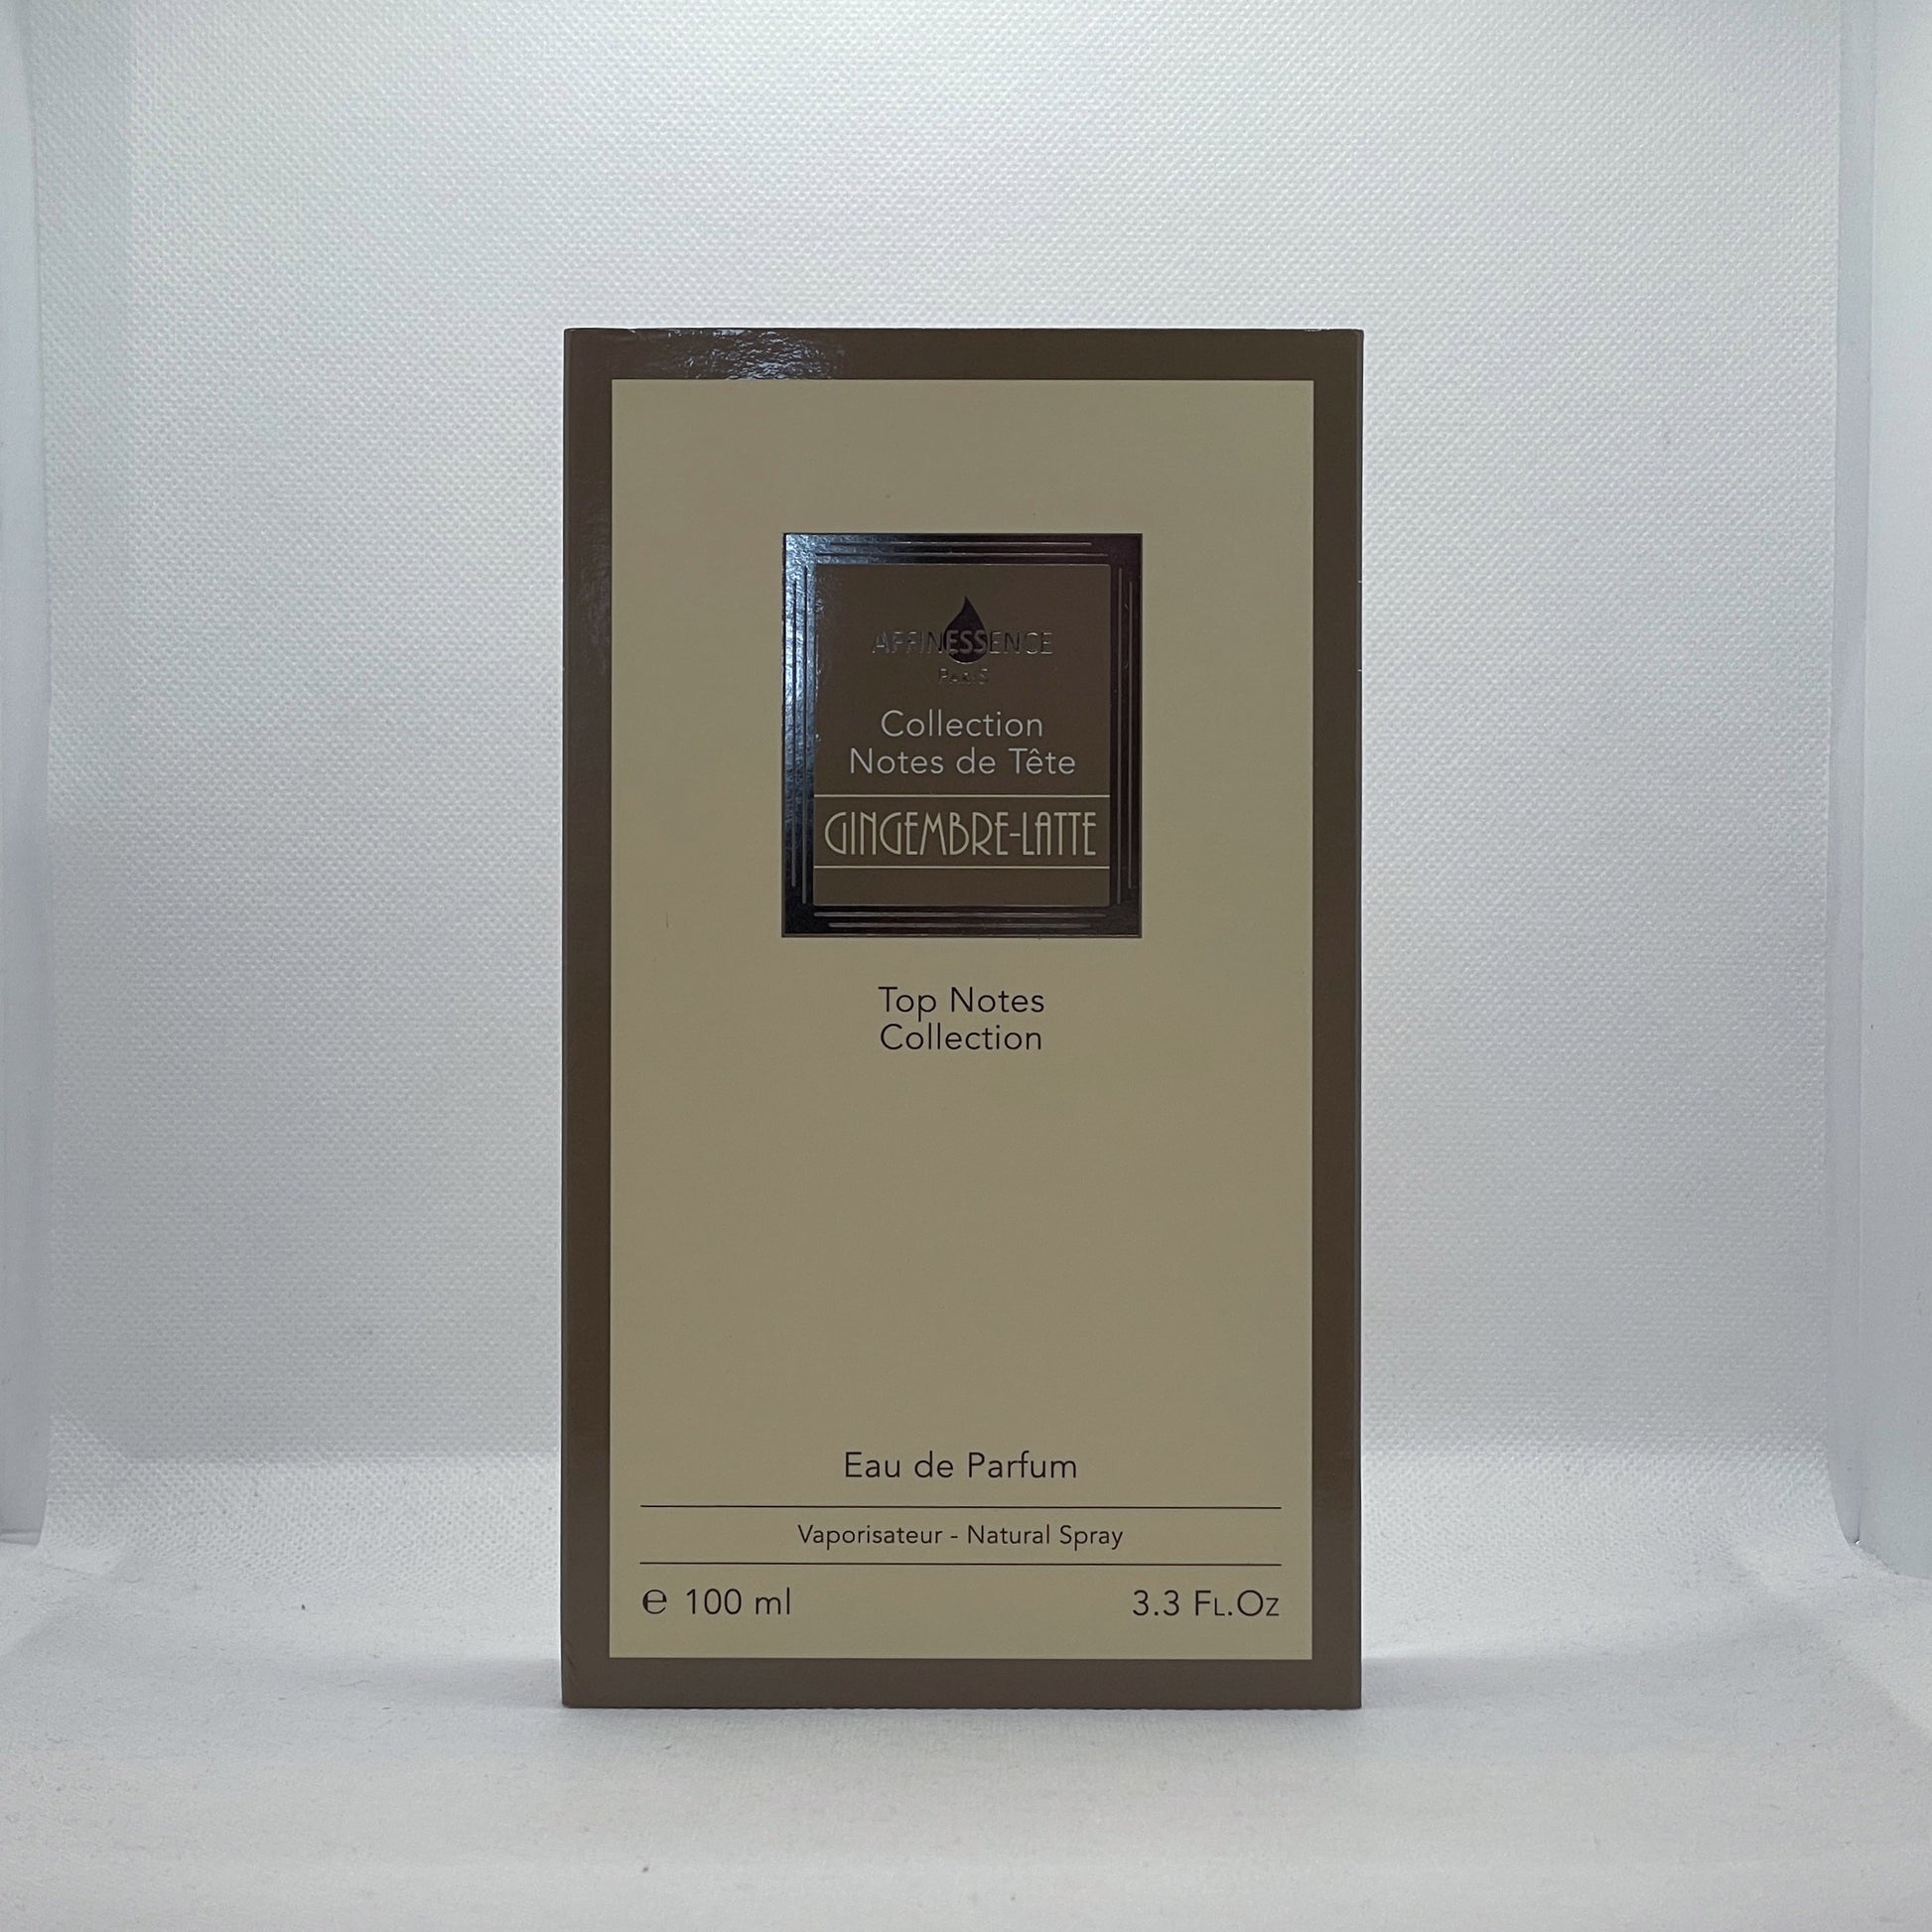 AFFINESSENCE
PARIS
Collection
Notes de Tête
GINGEMBRE-LATTE
Top Notes
Collection
Eau de Parfum
Vaporisateur - Natural Spray
℮ 100 ml 3.3 FL.OZ